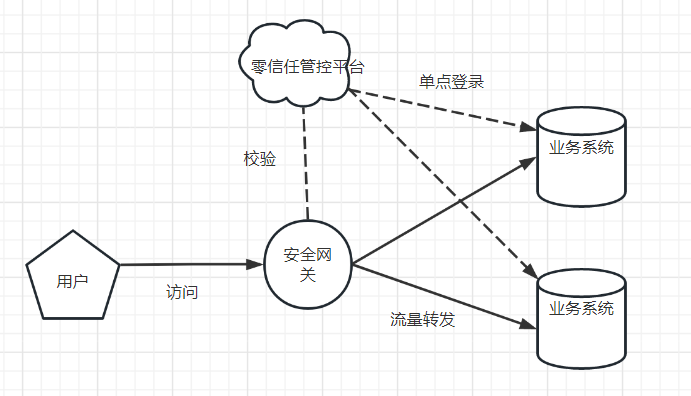 零信任管控平台
单点登录
业务系统
校验
安全网
关
用户
访问
业务系统
流量转发